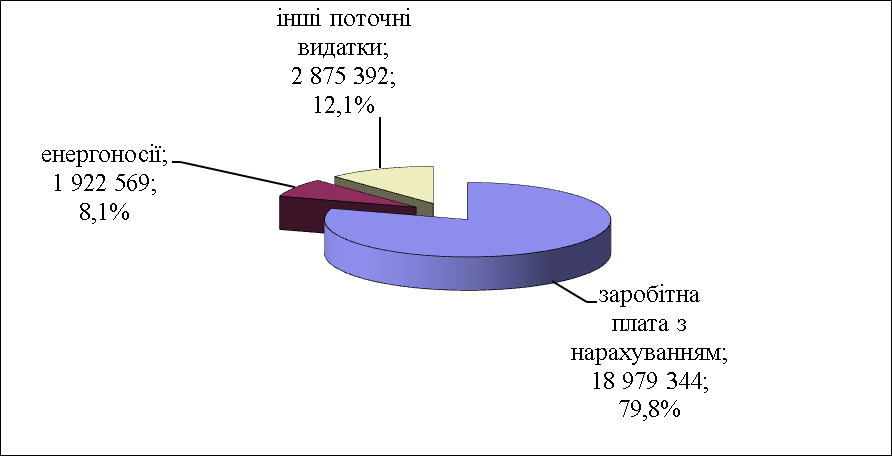 інші поточні
видатки;
2 875 392;
12,1%
енергоносії;
1 922 569;
8,1%
заробітна
плата з
нарахуванням;
18 979 344;
79,8%